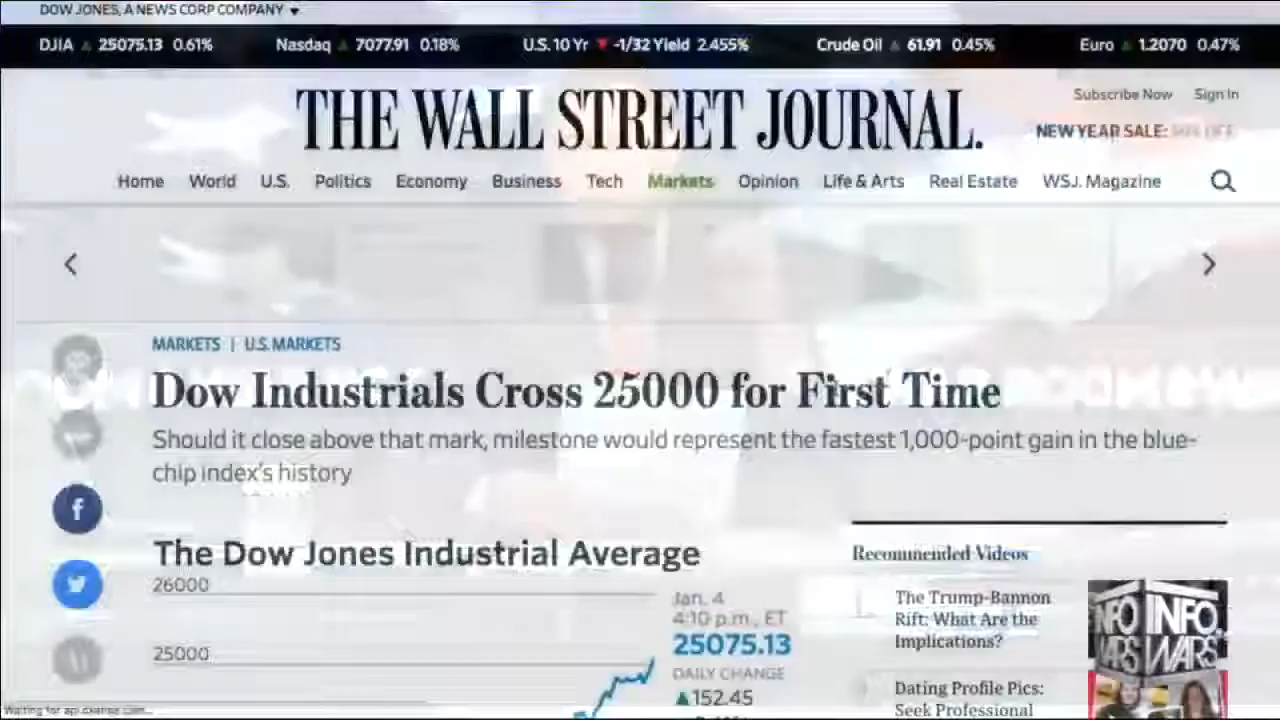 DOW JONES, A NEWS CORP COMPANY
DJIA 25075.13 0.61% Nasdaq 7077.91 0.18% U.S. 10 Yr -1/32 Yield 2.455% Crude Oil 61.91 0.45% Euro 1.2070 0.47%
THE WALL STREET JOURNAL.
Subscribe Now Sign In
NEW YEAR SALE:
Home World U.S. Politics Economy Business Tech Markets Opinion Life & Arts Real Estate WSJ. Magazine
MARKETS | U.S. MARKETS
Dow Industrials Cross 25000 for First Time
Should it close above that mark, milestone would represent the fastest 1,000-point gain in the blue-
chip index's history
The Dow Jones Industrial Average
26000
25000
Jan. 4
4:10 p.m., ET
25075.13
DAILY CHANGE
152.45
Recommended Videos
The Trump-Bannon
Rift: What Are the
Implications?
Dating Profile Pics:
Seek Professional
INFO WARS
INFO WARS
Waiting for